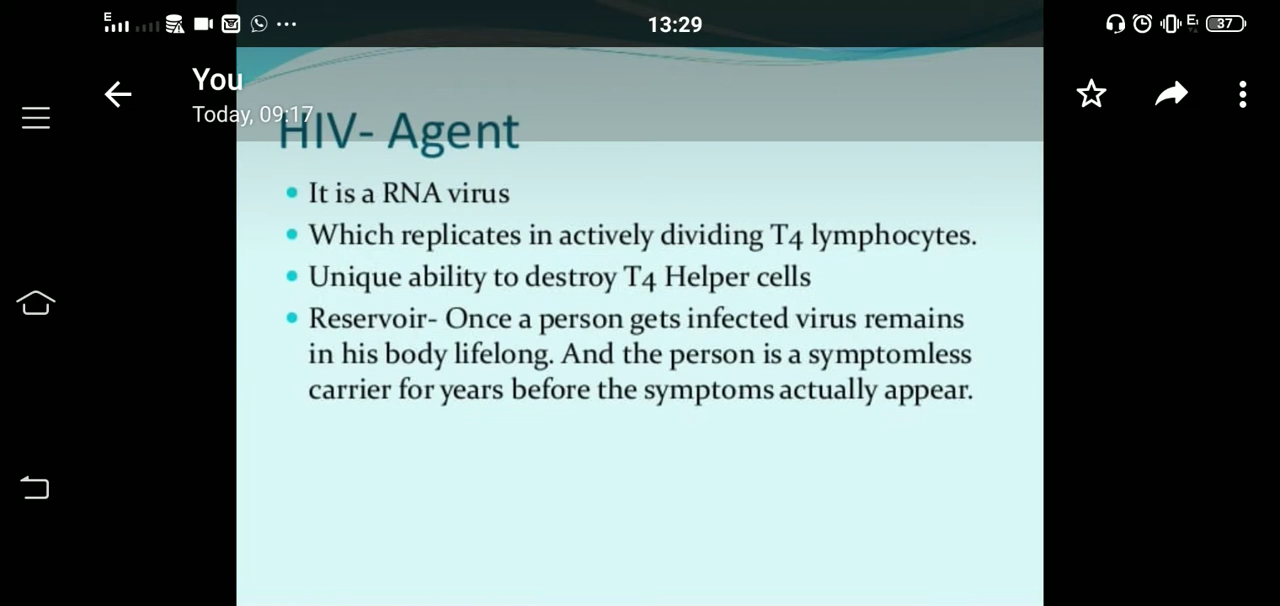 E
13:29
E
37
You
Today, 09:17
HIV- Agent
• It is a RNA virus
• Which replicates in actively dividing T4 lymphocytes.
• Unique ability to destroy T4 Helper cells
• Reservoir- Once a person gets infected virus remains
in his body lifelong. And the person is a symptomless
carrier for years before the symptoms actually appear.